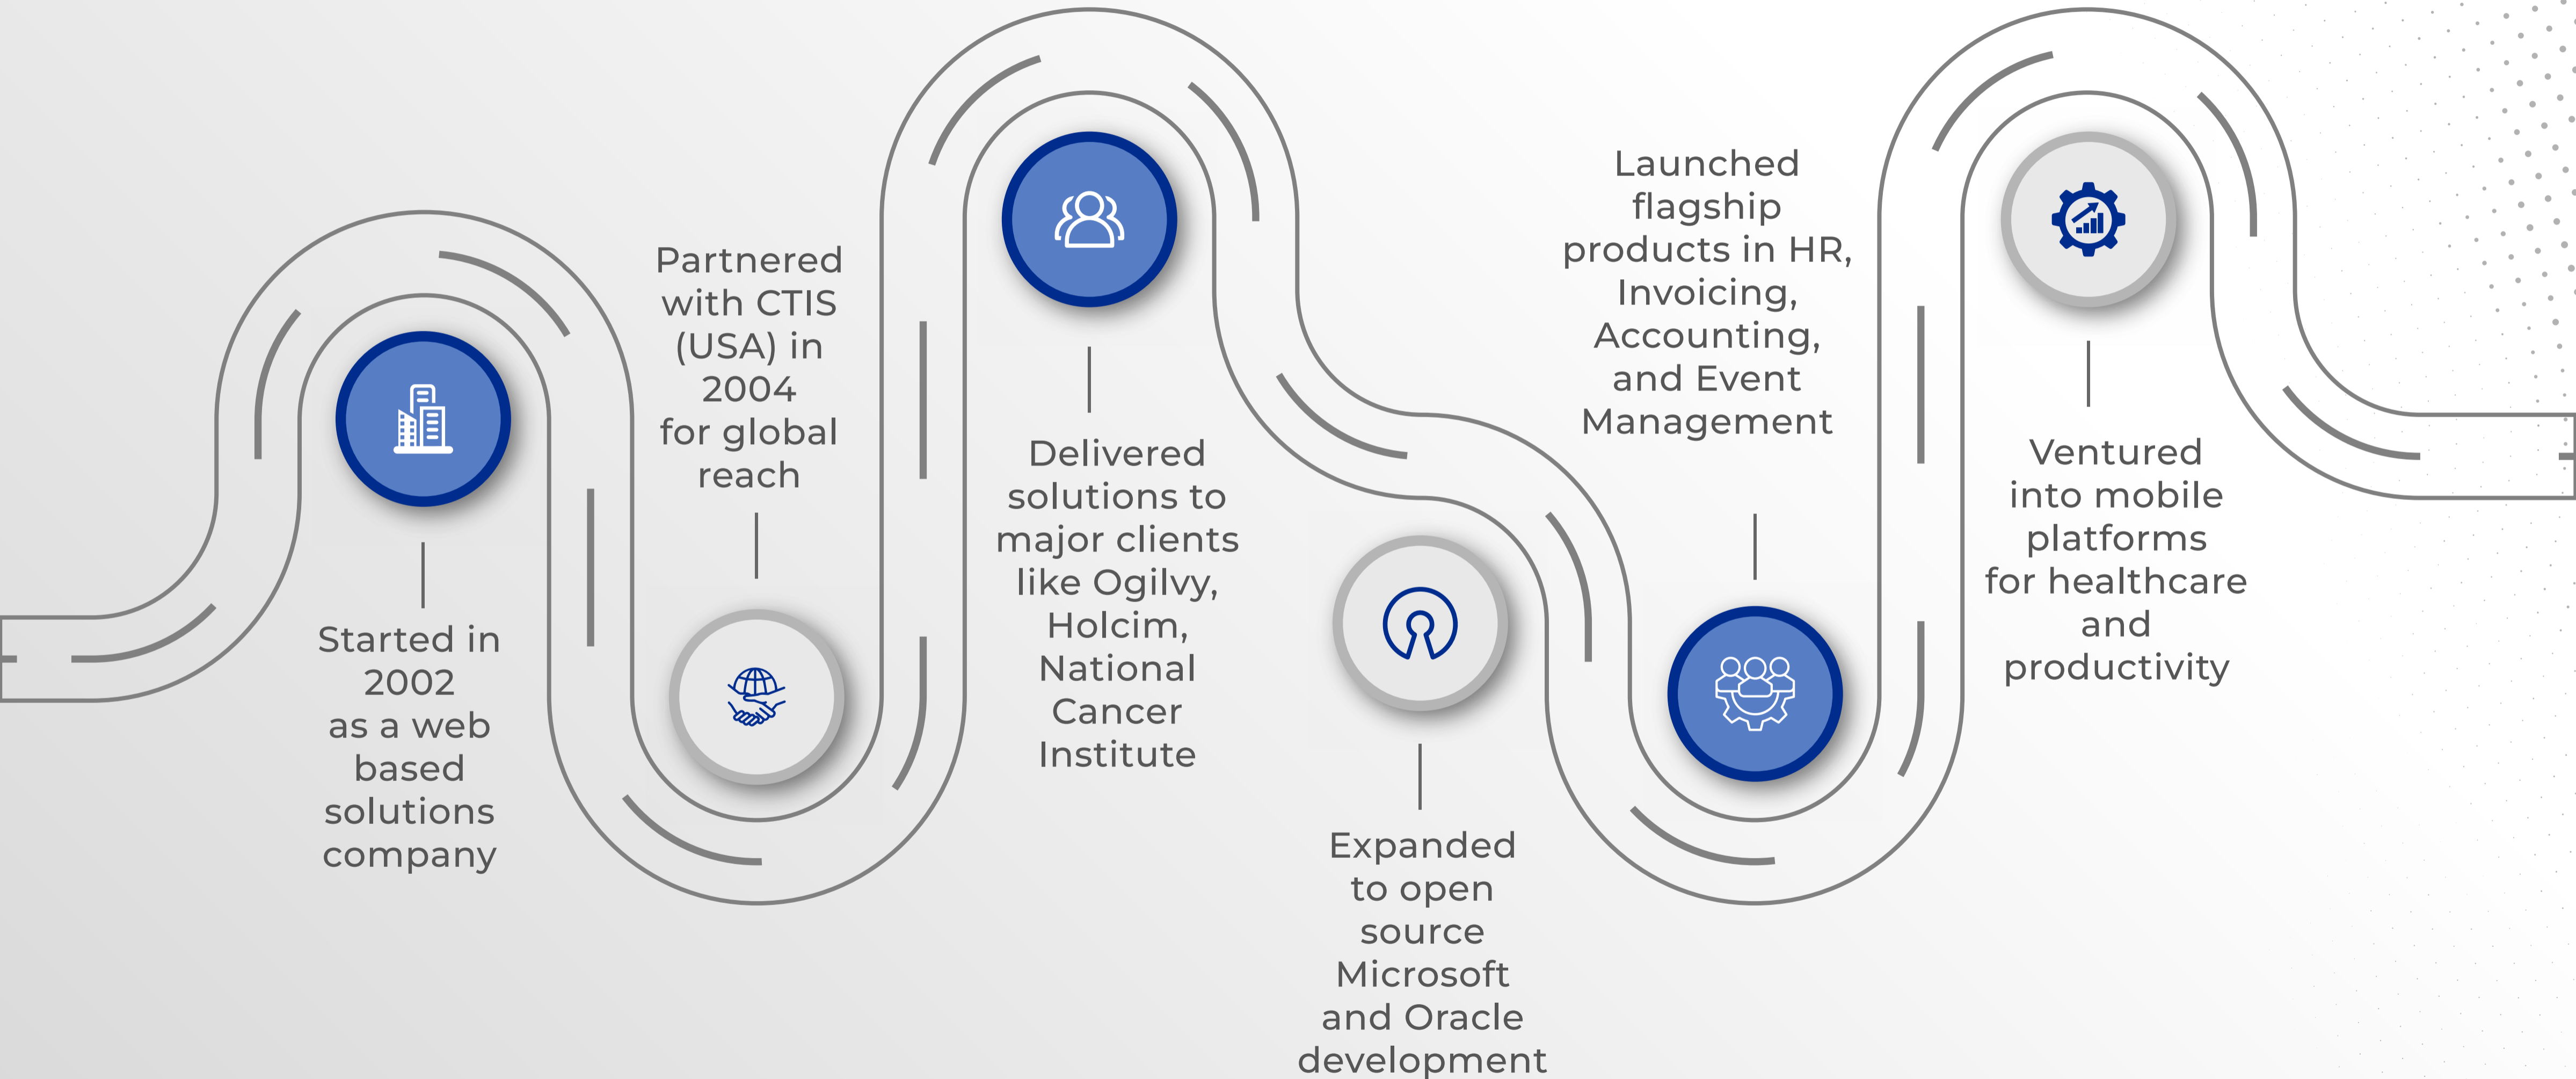 Started in
2002
as a web
based
solutions
company
Partnered
with CTIS
(USA) in
2004
for global
reach
Delivered
solutions to
major clients
like Ogilvy,
Holcim,
National
Cancer
Institute
Expanded
to open
source
Microsoft
and Oracle
development
Launched
flagship
products in HR,
Invoicing,
Accounting,
and Event
Management
Ventured
into mobile
platforms
for healthcare
and
productivity